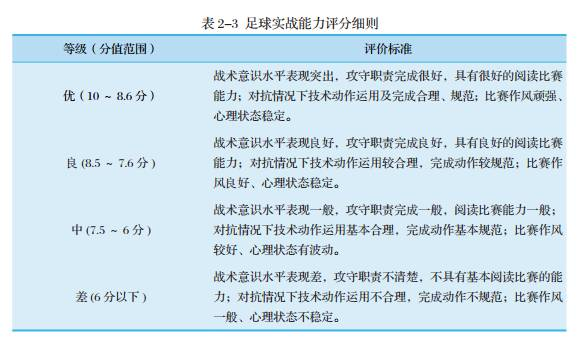 表 2–3 足球实战能力评分细则
等级（分值范围） 评价标准
战术意识水平表现突出，攻守职责完成很好，具有很好的阅读比赛
优（10 ~ 8.6 分） 能力；对抗情况下技术动作运用及完成合理、规范；比赛作风顽强、
心理状态稳定。
战术意识水平表现良好，攻守职责完成良好，具有良好的阅读比赛
良 (8.5 ~ 7.6 分 ) 能力；对抗情况下技术动作运用较合理，完成动作较规范；比赛作
风良好、心理状态稳定。
战术意识水平表现一般，攻守职责完成一般，阅读比赛能力一般；
中 (7.5 ~ 6 分 ) 对抗情况下技术动作运用基本合理，完成动作基本规范；比赛作风
较好、心理状态有波动。
战术意识水平表现差，攻守职责不清楚，不具有基本阅读比赛的能
差 (6 分以下 ) 力；对抗情况下技术动作运用不合理，完成动作不规范；比赛作风
一般、心理状态不稳定。